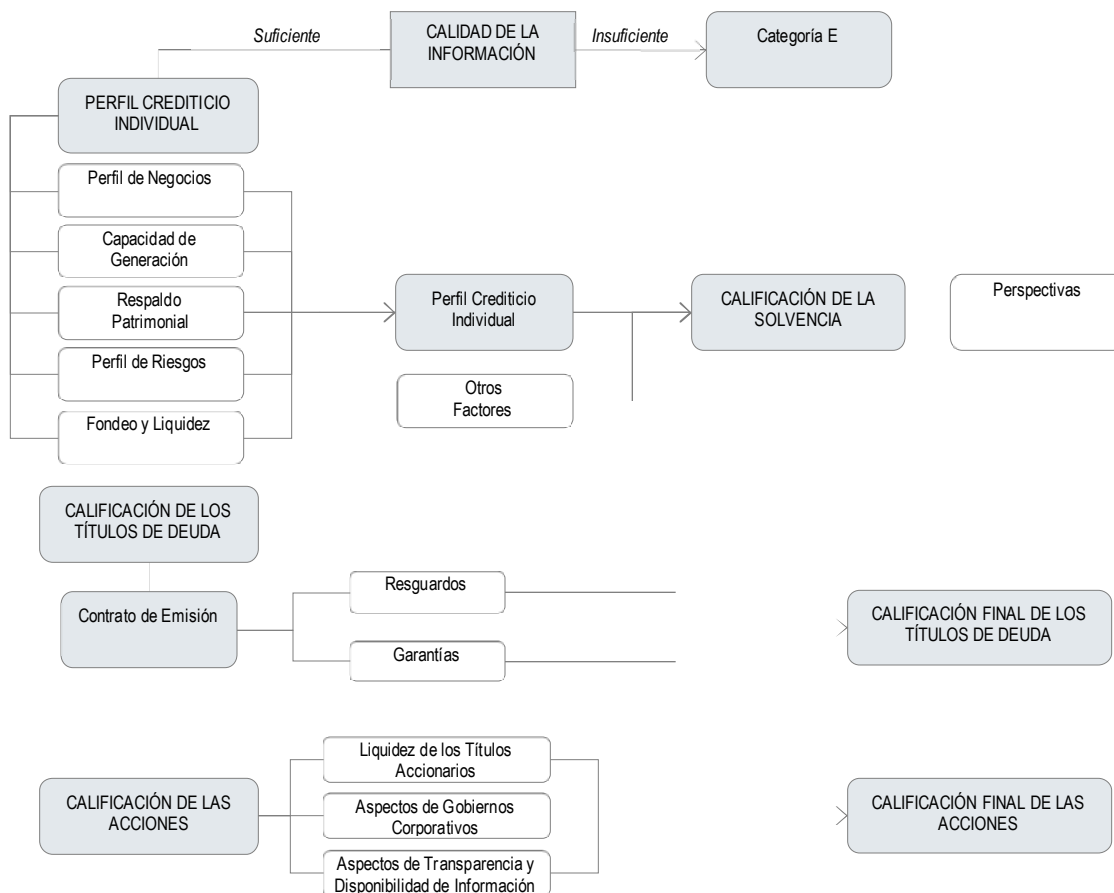 Suficiente
CALIDAD DE LA
INFORMACIÓN
Insuficiente
Categoría E
PERFIL CREDITICIO
INDIVIDUAL
Perfil de Negocios
Capacidad de
Generación
Respaldo
Patrimonial
Perfil de Riesgos
Fondeo y Liquidez
Perfil Crediticio
Individual
Otros
Factores
CALIFICACIÓN DE LA
SOLVENCIA
Perspectivas
CALIFICACIÓN DE LOS
TÍTULOS DE DEUDA
Contrato de Emisión
Resguardos
Garantías
CALIFICACIÓN FINAL DE LOS
TÍTULOS DE DEUDA
CALIFICACIÓN DE LAS
ACCIONES
Liquidez de los Títulos
Accionarios
Aspectos de Gobiernos
Corporativos
Aspectos de Transparencia y
Disponibilidad de Información
CALIFICACIÓN FINAL DE LAS
ACCIONES